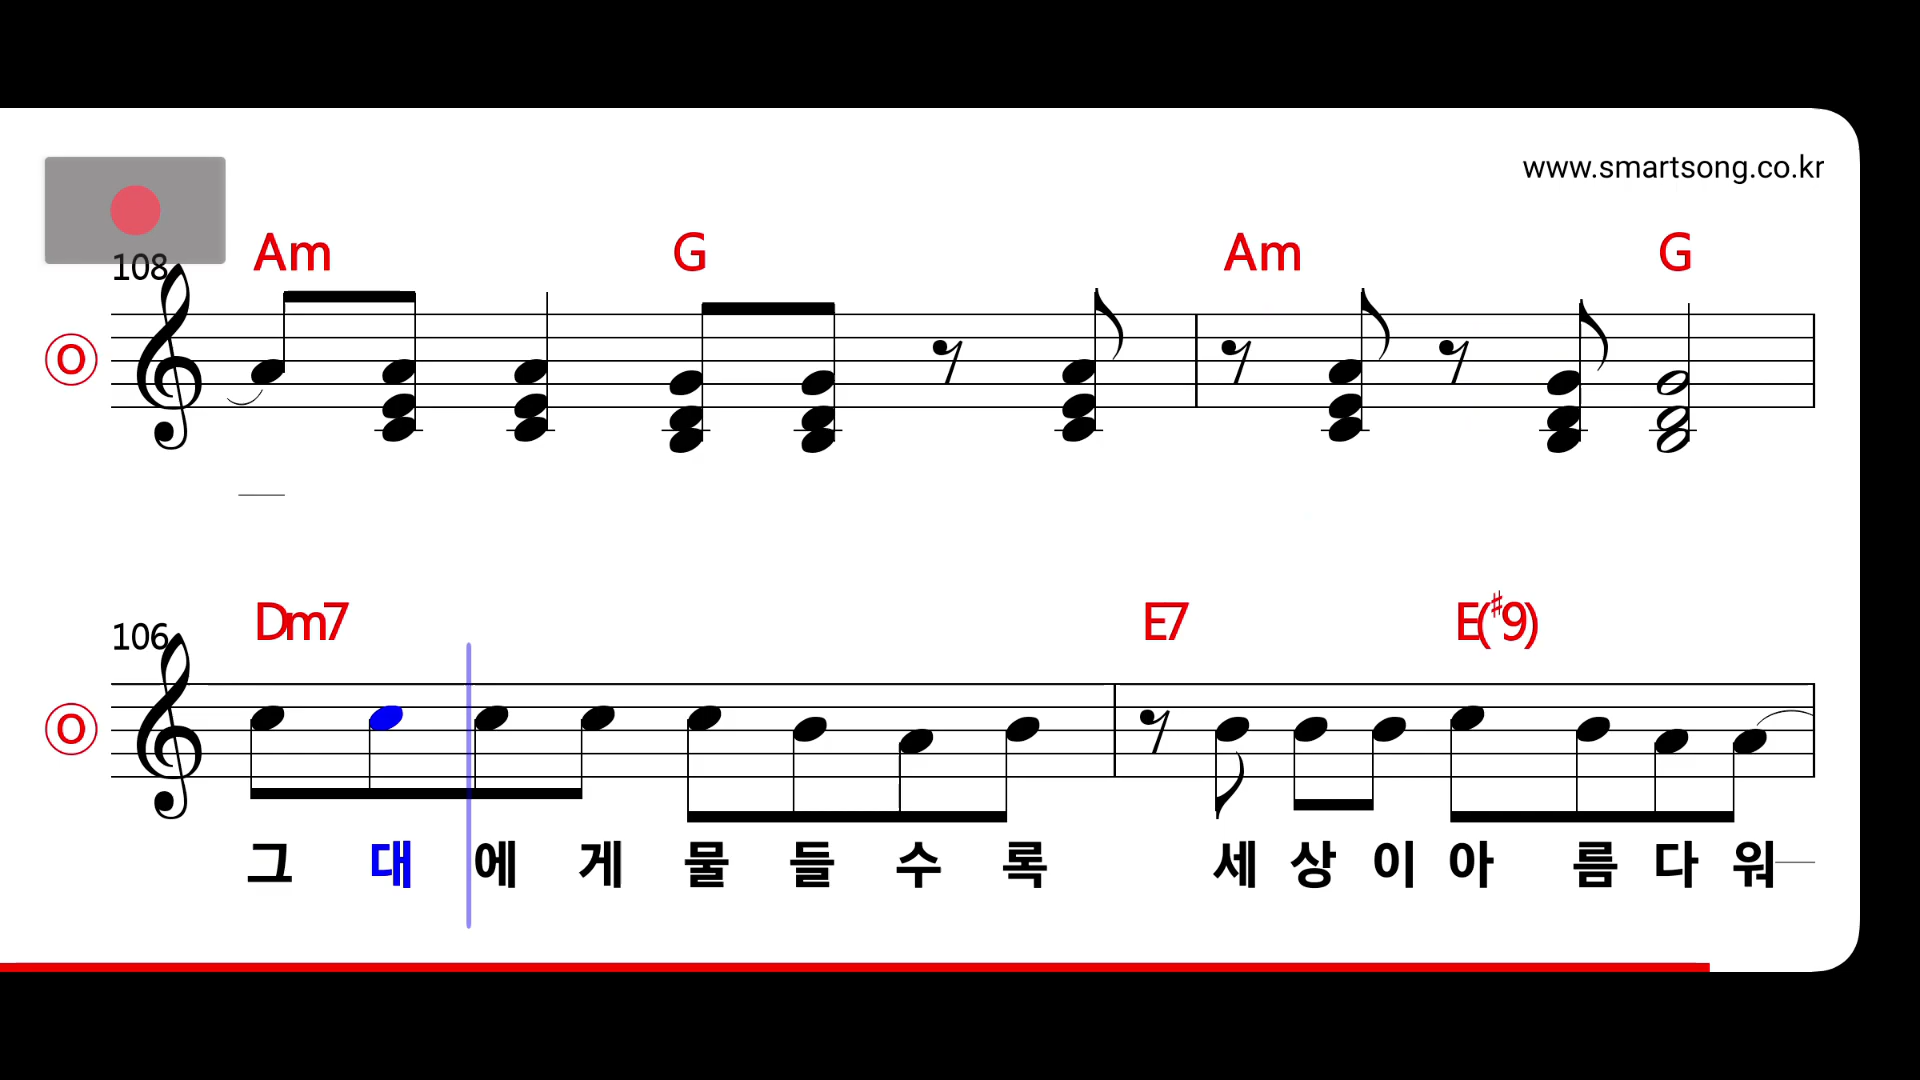 www.smartsong.co.kr
108 Am G Am G
O
106 Dm7 E7 E(♯9)
O
그 대 에 게 물 들 수 록 세 상 이 아 름 다 워